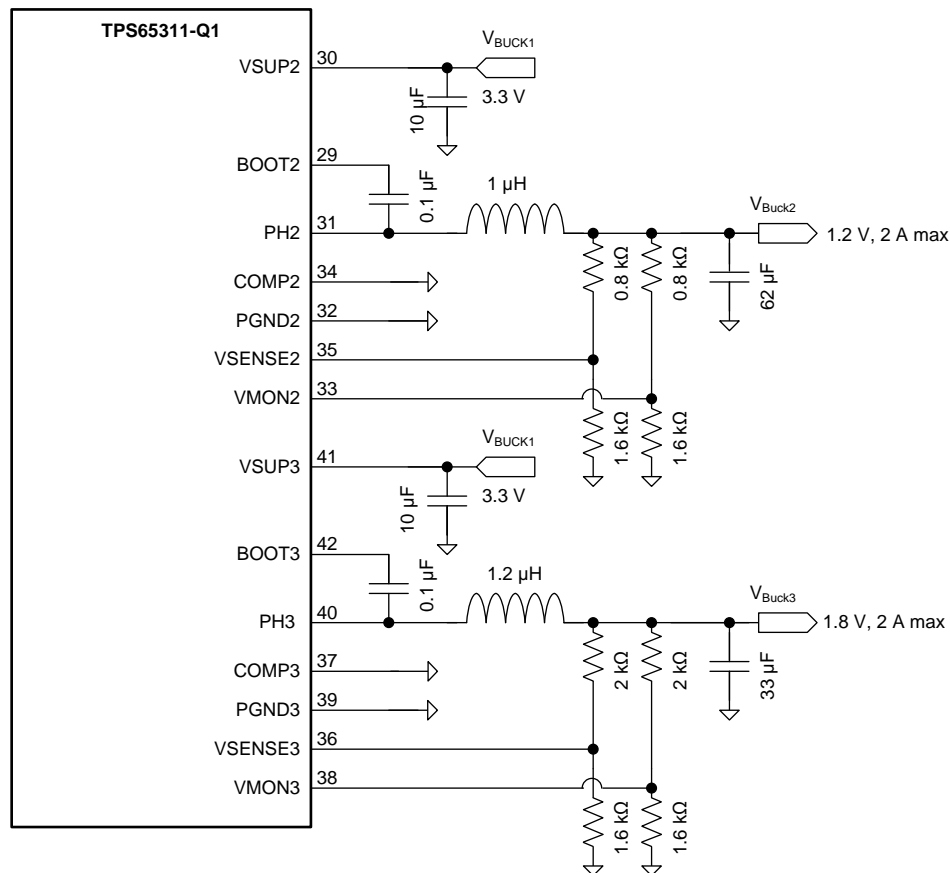 TPS65311-Q1
VSUP2 30 V_BUCK1
3.3 V
10 µF
BOOT2 29
0.1 µF
1 µH
PH2 31 V_Buck2 1.2 V, 2 A max
0.8 kΩ 0.8 kΩ 62 µF
COMP2 34
PGND2 32
VSENSE2 35
VMON2 33
1.6 kΩ 1.6 kΩ
VSUP3 41 V_BUCK1
3.3 V
10 µF
BOOT3 42
0.1 µF
1.2 µH
PH3 40 V_Buck3 1.8 V, 2 A max
2 kΩ 2 kΩ 33 µF
COMP3 37
PGND3 39
VSENSE3 36
VMON3 38
1.6 kΩ 1.6 kΩ